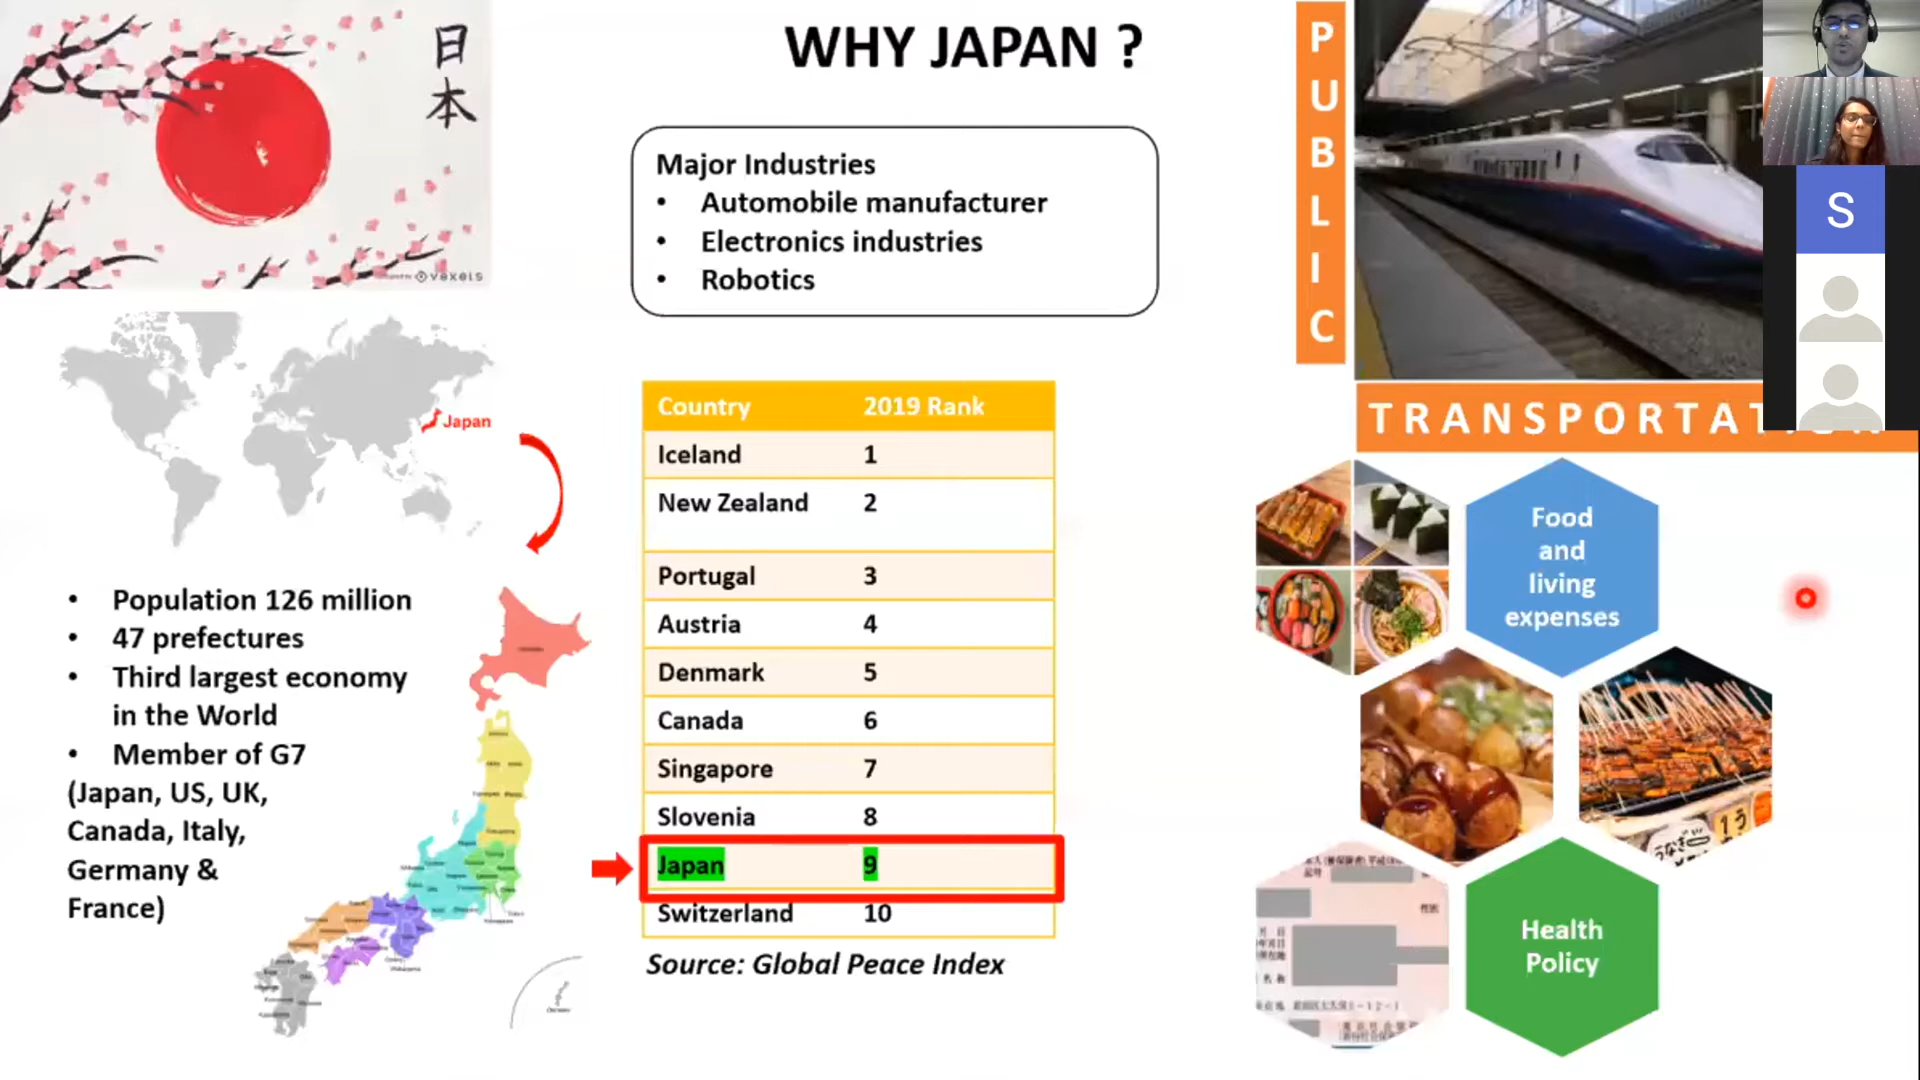 日
本
vexels
WHY JAPAN ?
Major Industries
• Automobile manufacturer
• Electronics industries
• Robotics
Japan
• Population 126 million
• 47 prefectures
• Third largest economy
in the World
• Member of G7
(Japan, US, UK,
Canada, Italy,
Germany &
France)
Country 2019 Rank
Iceland 1
New Zealand 2
Portugal 3
Austria 4
Denmark 5
Canada 6
Singapore 7
Slovenia 8
Japan 9
Switzerland 10
Source: Global Peace Index
P
U
B
L
I
C
TRANSPORTAT
S
Food
and
living
expenses
Health
Policy